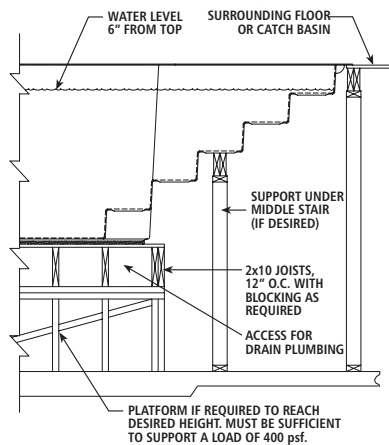 WATER LEVEL
6” FROM TOP
SURROUNDING FLOOR
OR CATCH BASIN
SUPPORT UNDER
MIDDLE STAIR
(IF DESIRED)
2x10 JOISTS,
12” O.C. WITH
BLOCKING AS
REQUIRED
ACCESS FOR
DRAIN PLUMBING
PLATFORM IF REQUIRED TO REACH
DESIRED HEIGHT. MUST BE SUFFICIENT
TO SUPPORT A LOAD OF 400 psf.